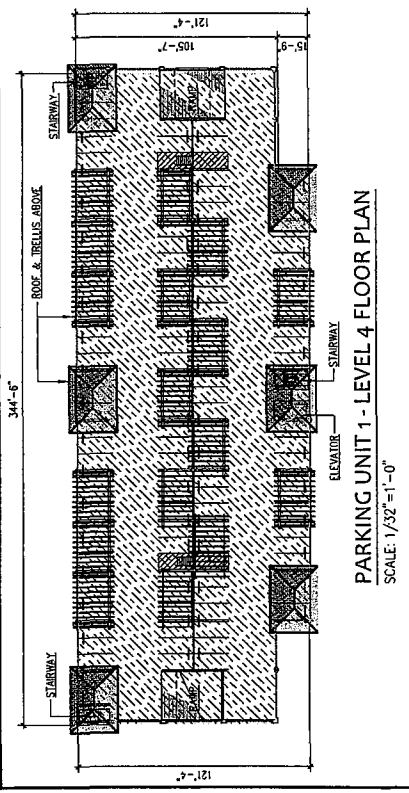 344'-6"
ROOF & TRELLIS ABOVE
STAIRWAY
STAIRWAY
121'-4"
121'-4"
105'-7"
15'-9"
RAMP
RAMP
ELEVATOR
STAIRWAY
PARKING UNIT 1 - LEVEL 4 FLOOR PLAN
SCALE: 1/32"=1'-0"